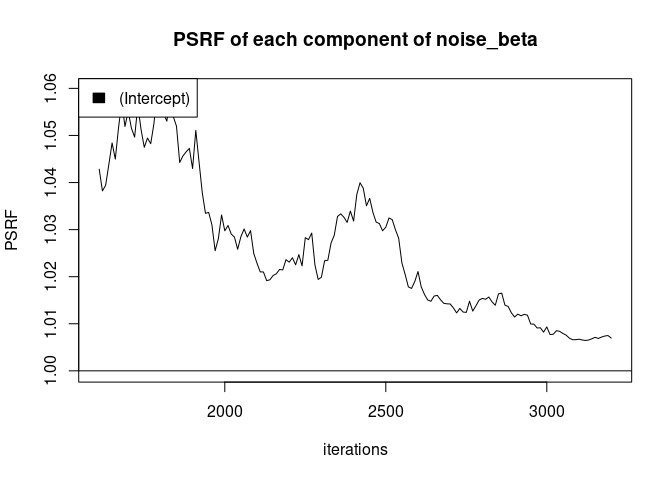 PSRF of each component of noise_beta
(Intercept)
PSRF
1.06
1.05
1.04
1.03
1.02
1.01
1.00
2000 2500 3000
iterations